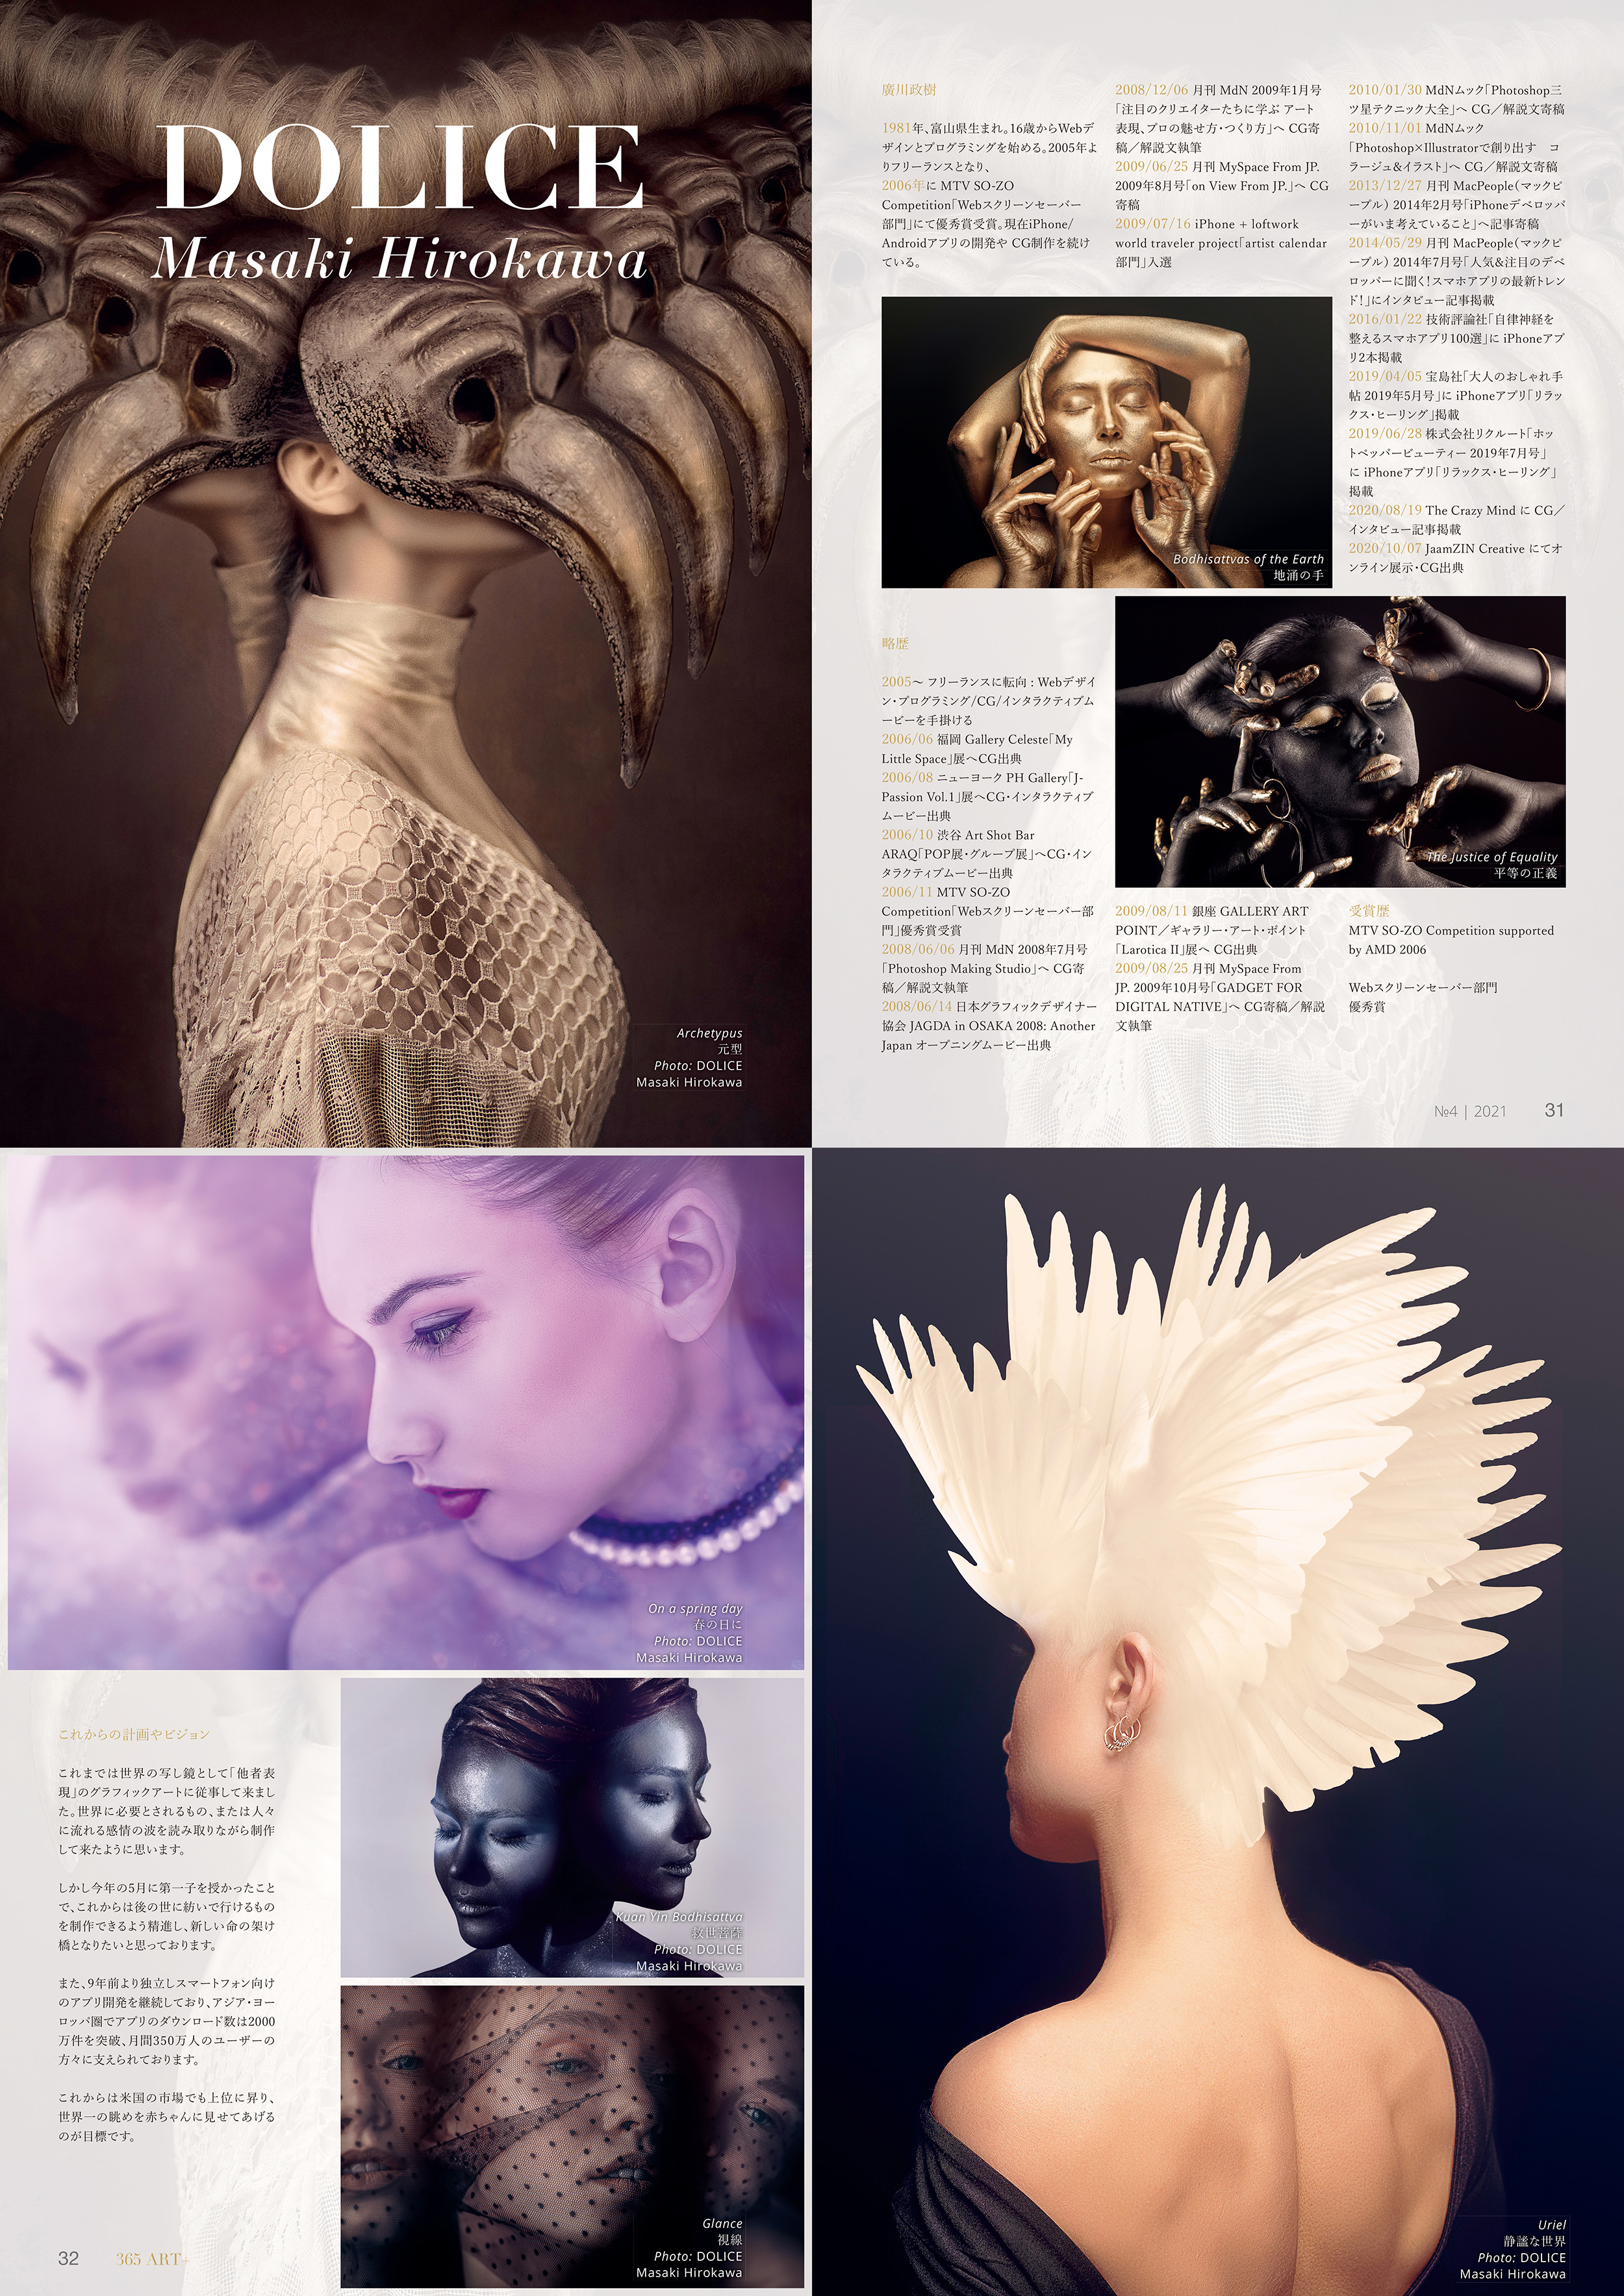 DOLICE
Masaki Hirokawa
Archetypus
元型
Photo: DOLICE
Masaki Hirokawa
廣川政樹
1981年、富山県生まれ。16歳からWebデ
ザインとプログラミングを始める。2005年よ
りフリーランスとなり、
2006年に MTV SO-ZO
Competition「Webスクリーンセーバー
部門」にて優秀賞受賞。現在iPhone/
Androidアプリの開発や CG制作を続け
ている。
Bodhisattvas of the Earth
地涌の手
略歴
2005〜 フリーランスに転向 : Webデザイ
ン・プログラミング/CG/インタラクティブム
ービーを手掛ける
2006/06 福岡 Gallery Celeste「My
Little Space」展へCG出典
2006/08 ニューヨーク PH Gallery「J-
Passion Vol.1」展へCG・インタラクティブ
ムービー出典
2006/10 渋谷 Art Shot Bar
ARAQ「POP展・グループ展」へCG・イン
タラクティブムービー出典
2006/11 MTV SO-ZO
Competition「Webスクリーンセーバー部
門」優秀賞受賞
2008/06/06 月刊 MdN 2008年7月号
「Photoshop Making Studio」へ CG寄
稿／解説文執筆
2008/06/14 日本グラフィックデザイナー
協会 JAGDA in OSAKA 2008: Another
Japan オープニングムービー出典
2008/12/06 月刊 MdN 2009年1月号
「注目のクリエイターたちに学ぶ アート
表現、プロの魅せ方・つくり方」へ CG寄
稿／解説文執筆
2009/06/25 月刊 MySpace From JP.
2009年8月号「on View From JP.」へ CG
寄稿
2009/07/16 iPhone + loftwork
world traveler project「artist calendar
部門」入選
The Justice of Equality
平等の正義
2009/08/11 銀座 GALLERY ART
POINT／ギャラリー・アート・ポイント
「Larotica II」展へ CG出典
2009/08/25 月刊 MySpace From
JP. 2009年10月号「GADGET FOR
DIGITAL NATIVE」へ CG寄稿／解説
文執筆
2010/01/30 MdNムック「Photoshop三
ツ星テクニック大全」へ CG／解説文寄稿
2010/11/01 MdNムック
「Photoshop×Illustratorで創り出す　コ
ラージュ&イラスト」へ CG／解説文寄稿
2013/12/27 月刊 MacPeople（マックピ
ープル） 2014年2月号「iPhoneデベロッパ
ーがいま考えていること」へ記事寄稿
2014/05/29 月刊 MacPeople（マックピ
ープル） 2014年7月号「人気&注目のデベ
ロッパーに聞く！スマホアプリの最新トレン
ド！」にインタビュー記事掲載
2016/01/22 技術評論社「自律神経を
整えるスマホアプリ100選」に iPhoneアプ
リ2本掲載
2019/04/05 宝島社「大人のおしゃれ手
帖 2019年5月号」に iPhoneアプリ「リラッ
クス・ヒーリング」掲載
2019/06/28 株式会社リクルート「ホッ
トペッパービューティー 2019年7月号」
に iPhoneアプリ「リラックス・ヒーリング」
掲載
2020/08/19 The Crazy Mind に CG／
インタビュー記事掲載
2020/10/07 JaamZIN Creative にてオ
ンライン展示・CG出典
受賞歴
MTV SO-ZO Competition supported
by AMD 2006
Webスクリーンセーバー部門
優秀賞
№4 | 2021
31
On a spring day
春の日に
Photo: DOLICE
Masaki Hirokawa
これからの計画やビジョン
これまでは世界の写し鏡として「他者表
現」のグラフィックアートに従事して来まし
た。世界に必要とされるもの、または人々
に流れる感情の波を読み取りながら制作
して来たように思います。
しかし今年の5月に第一子を授かったこと
で、これからは後の世に紡いで行けるもの
を制作できるよう精進し、新しい命の架け
橋となりたいと思っております。
また、9年前より独立しスマートフォン向け
のアプリ開発を継続しており、アジア・ヨー
ロッパ圏でアプリのダウンロード数は2000
万件を突破、月間350万人のユーザーの
方々に支えられております。
これからは米国の市場でも上位に昇り、
世界一の眺めを赤ちゃんに見せてあげる
のが目標です。
Kuan Yin Bodhisattva
救世菩薩
Photo: DOLICE
Masaki Hirokawa
Glance
視線
Photo: DOLICE
Masaki Hirokawa
32
365 ART+
Uriel
静謐な世界
Photo: DOLICE
Masaki Hirokawa